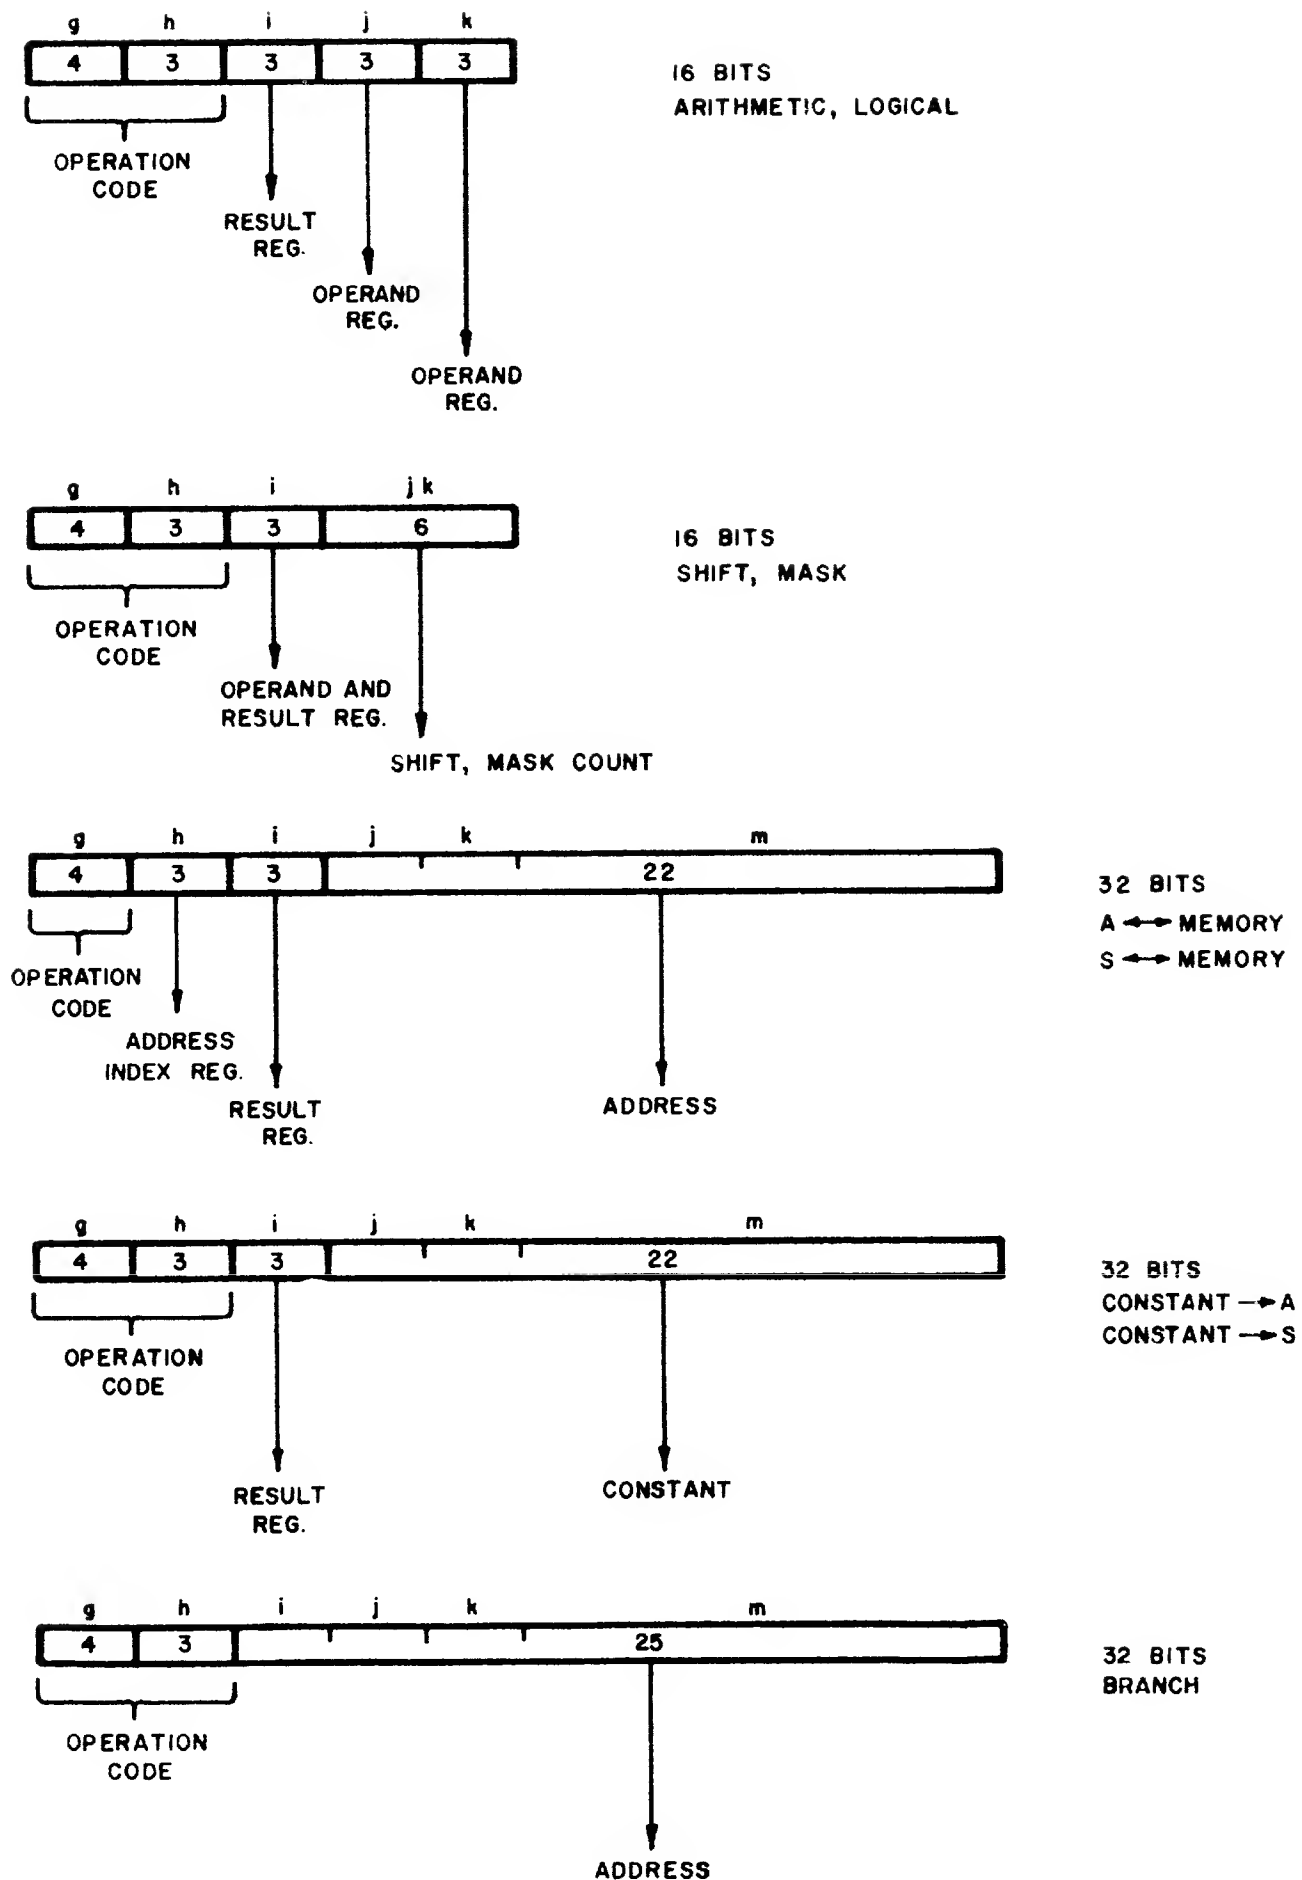 g h i j k
4 3 3 3 3
16 BITS
ARITHMETIC, LOGICAL
OPERATION
CODE
RESULT
REG.
OPERAND
REG.
OPERAND
REG.
g h i jk
4 3 3 6
16 BITS
SHIFT, MASK
OPERATION
CODE
OPERAND AND
RESULT REG.
SHIFT, MASK COUNT
g h i j k m
4 3 3 22
32 BITS
A ↔ MEMORY
S ↔ MEMORY
OPERATION
CODE
ADDRESS
INDEX REG.
RESULT
REG.
ADDRESS
g h i j k m
4 3 3 22
32 BITS
CONSTANT → A
CONSTANT → S
OPERATION
CODE
RESULT
REG.
CONSTANT
g h i j k m
4 3 25
32 BITS
BRANCH
OPERATION
CODE
ADDRESS